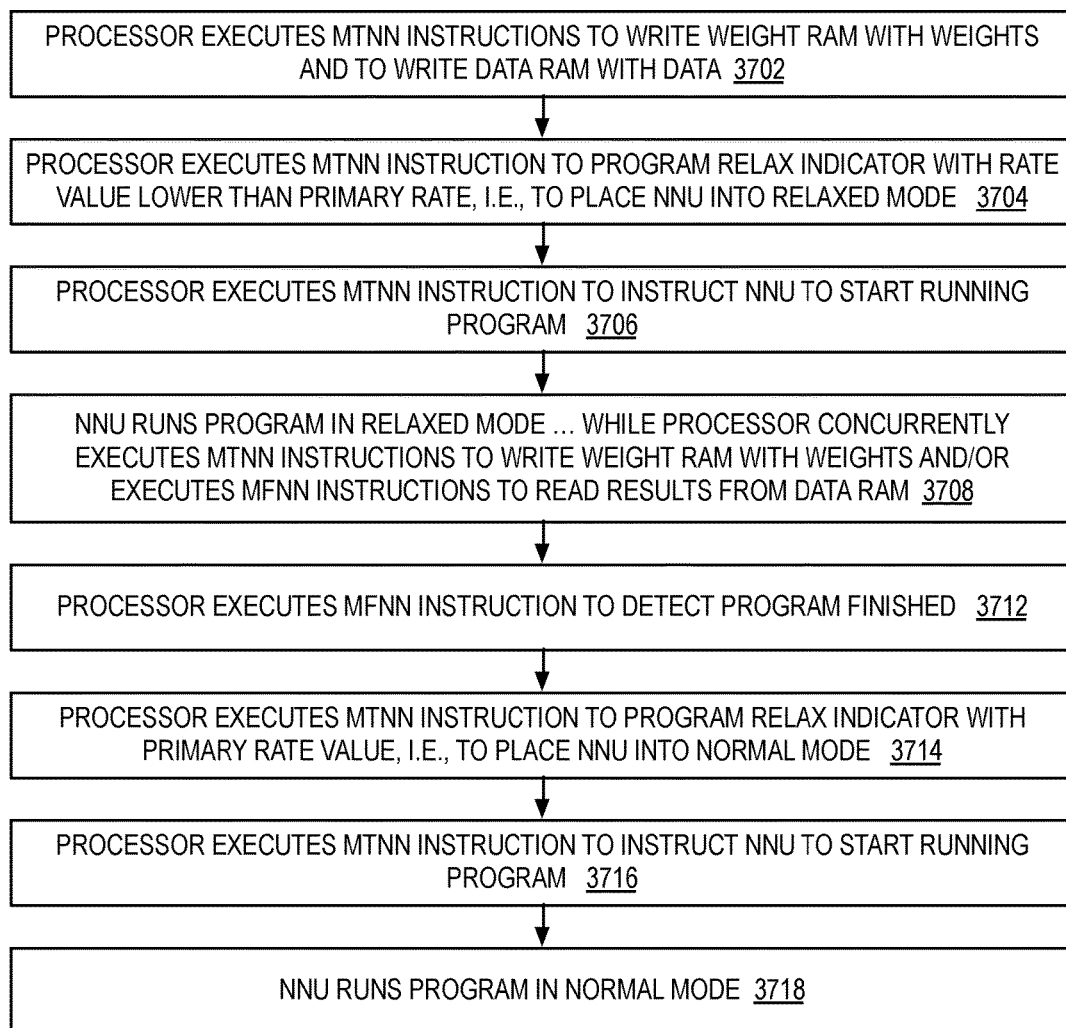 PROCESSOR EXECUTES MTNN INSTRUCTIONS TO WRITE WEIGHT RAM WITH WEIGHTS
AND TO WRITE DATA RAM WITH DATA 3702
PROCESSOR EXECUTES MTNN INSTRUCTION TO PROGRAM RELAX INDICATOR WITH RATE
VALUE LOWER THAN PRIMARY RATE, I.E., TO PLACE NNU INTO RELAXED MODE 3704
PROCESSOR EXECUTES MTNN INSTRUCTION TO INSTRUCT NNU TO START RUNNING
PROGRAM 3706
NNU RUNS PROGRAM IN RELAXED MODE ... WHILE PROCESSOR CONCURRENTLY
EXECUTES MTNN INSTRUCTIONS TO WRITE WEIGHT RAM WITH WEIGHTS AND/OR
EXECUTES MFNN INSTRUCTIONS TO READ RESULTS FROM DATA RAM 3708
PROCESSOR EXECUTES MFNN INSTRUCTION TO DETECT PROGRAM FINISHED 3712
PROCESSOR EXECUTES MTNN INSTRUCTION TO PROGRAM RELAX INDICATOR WITH
PRIMARY RATE VALUE, I.E., TO PLACE NNU INTO NORMAL MODE 3714
PROCESSOR EXECUTES MTNN INSTRUCTION TO INSTRUCT NNU TO START RUNNING
PROGRAM 3716
NNU RUNS PROGRAM IN NORMAL MODE 3718